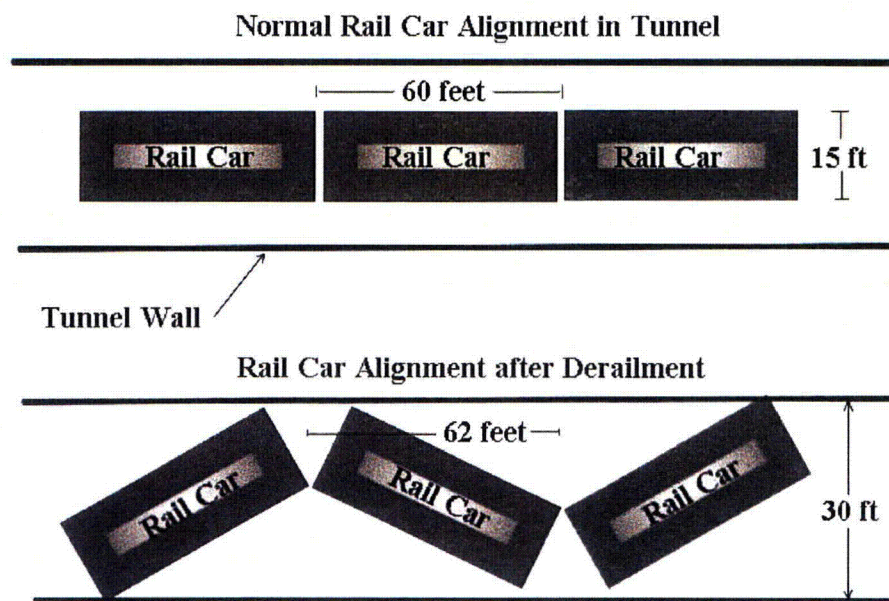 Normal Rail Car Alignment in Tunnel
60 feet
Rail Car Rail Car Rail Car
15 ft
Tunnel Wall
Rail Car Alignment after Derailment
62 feet
Rail Car Rail Car Rail Car
30 ft